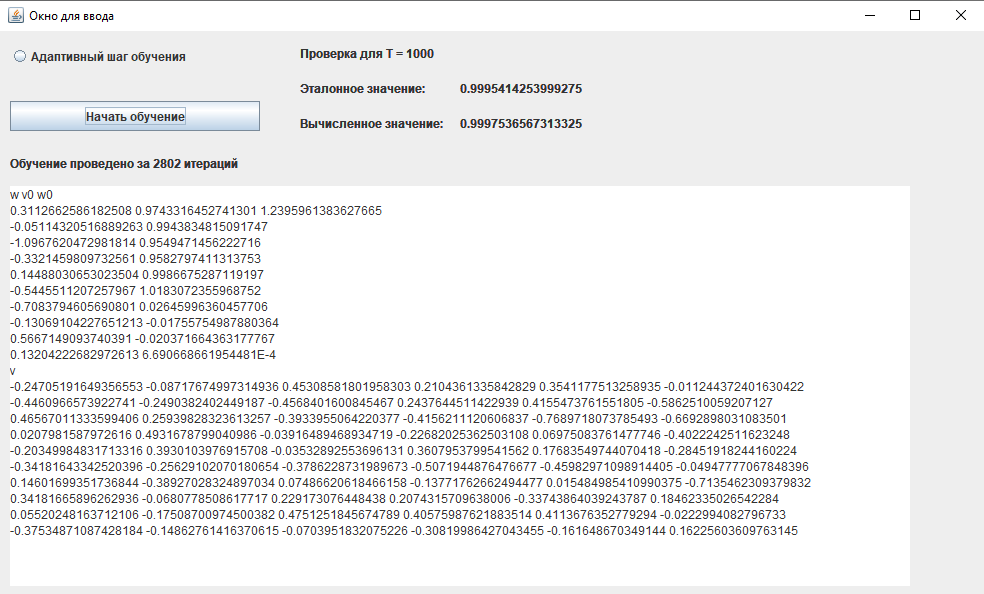 Окно для ввода
Адаптивный шаг обучения
Начать обучение
Проверка для T = 1000
Эталонное значение: 0.9995414253999275
Вычисленное значение: 0.9997536567313325
Обучение проведено за 2802 итераций
w v0 w0
0.3112662586182508 0.9743316452741301 1.2395961383627665
-0.05114320516889263 0.9943834815091747
-1.0967620472981814 0.9549471456222716
-0.3321459809732561 0.9582797411313753
0.14488030653023504 0.9986675287119197
-0.5445511207257967 1.0183072355968752
-0.7083794605690801 0.02645996360457706
-0.13069104227651213 -0.01755754987880364
0.5667149093740391 -0.020371664363177767
0.13204222682972613 6.690668661954481E-4
v
-0.24705191649356553 -0.08717674997314936 0.45308581801958303 0.2104361335842829 0.3541177513258935 -0.011244372401630422
-0.4460966573922741 -0.2490382402449187 -0.4568401600845467 0.2437644511422939 0.4155473761551805 -0.5862510059207127
0.46567011333599406 0.25939828323613257 -0.3933955064220377 -0.4156211120606837 -0.7689718073785493 -0.6692898031083501
0.0207981587972616 0.4931678799040986 -0.03916489468934719 -0.22682025362503108 0.06975083761477746 -0.4022242511623248
-0.20349984831713316 0.3930103976915708 -0.03532892553696131 0.3607953799541562 0.17683549744070418 -0.28451918244160224
-0.34181643342520396 -0.25629102070180654 -0.3786228731989673 -0.5071944876476677 -0.45982971098914405 -0.04947777067848396
0.14601699351736844 -0.38927028324897034 0.07486620618466158 -0.13771762662494477 0.015484985410990375 -0.7135462309379832
0.34181665896262936 -0.0680778508617717 0.229173076448438 0.2074315709638006 -0.33743864039243787 0.18462335026542284
0.05520248163712106 -0.17508700974500382 0.4751251845674789 0.40575987621883514 0.4113676352779294 -0.0222994082796733
-0.37534871087428184 -0.14862761416370615 -0.0703951832075226 -0.30819986427043455 -0.161648670349144 0.16225603609763145